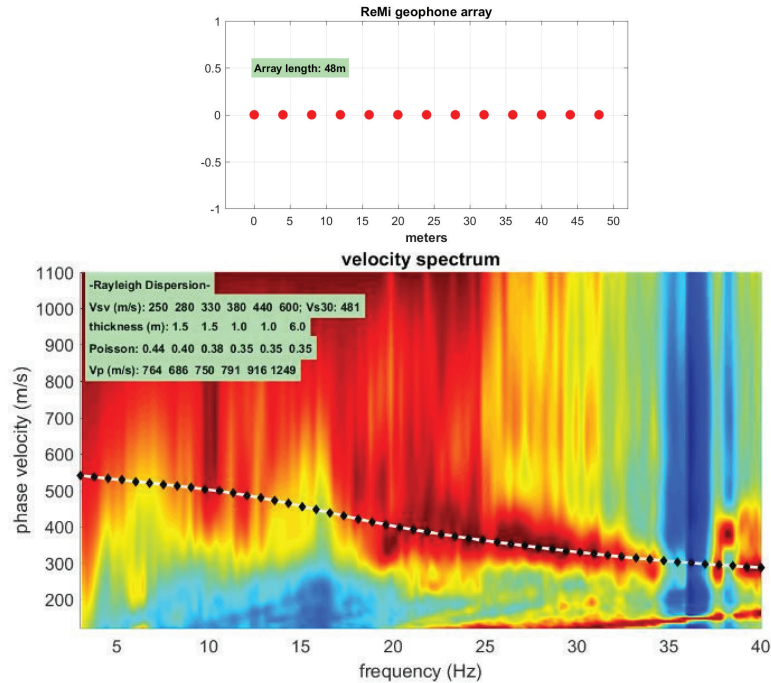 ReMi geophone array
1
0.5
0
-0.5
-1
Array length: 48m
0 5 10 15 20 25 30 35 40 45 50
meters
velocity spectrum
1100
1000
900
800
700
600
500
400
300
200
phase velocity (m/s)
-Rayleigh Dispersion-
Vsv (m/s): 250 280 330 380 440 600; Vs30: 481
thickness (m): 1.5 1.5 1.0 1.0 6.0
Poisson: 0.44 0.40 0.38 0.35 0.35 0.35
Vp (m/s): 764 686 750 791 916 1249
5 10 15 20 25 30 35 40
frequency (Hz)